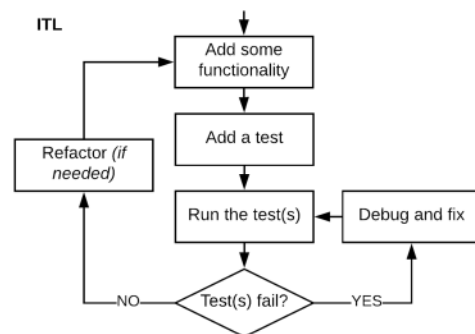 ITL
Add some
functionality
Add a test
Refactor (if
needed)
Run the test(s)
Debug and fix
NO
Test(s) fail?
YES